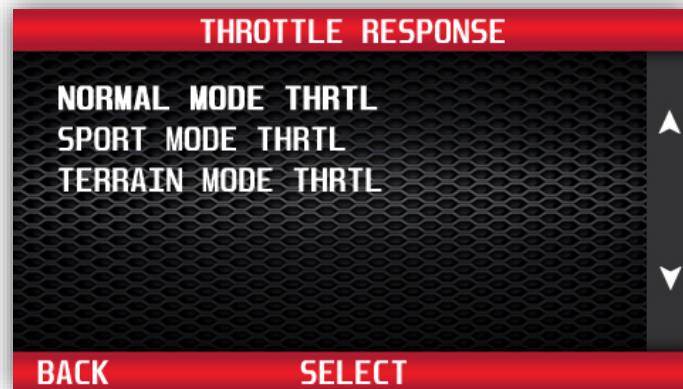 THROTTLE RESPONSE
NORMAL MODE THRTL
SPORT MODE THRTL
TERRAIN MODE THRTL
BACK SELECT